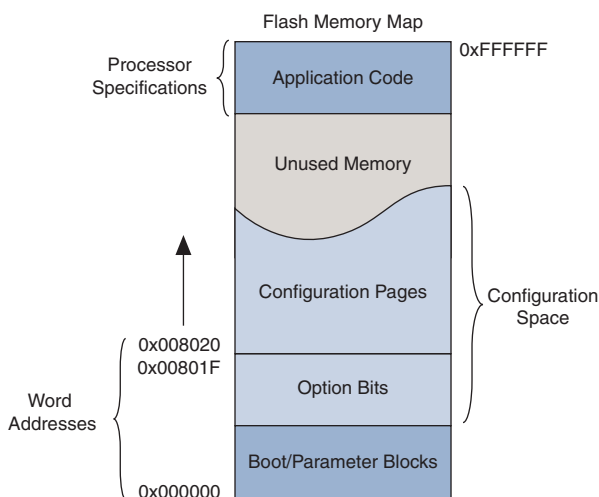 Flash Memory Map
0xFFFFFF
Processor
Specifications
Application Code
Unused Memory
Configuration Pages
Configuration
Space
0x008020
0x00801F
Option Bits
Word
Addresses
Boot/Parameter Blocks
0x000000